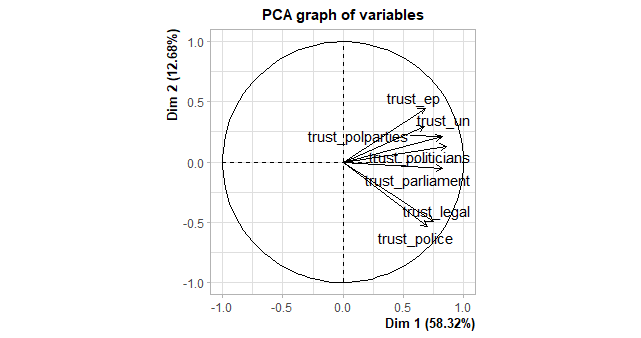 PCA graph of variables
Dim 2 (12.68%)
1.0
0.5
0.0
-0.5
-1.0
trust_ep
trust_un
trust_polparties
trust_politicians
trust_parliament
trust_legal
trust_police
-1.0
-0.5
0.0
0.5
1.0
Dim 1 (58.32%)